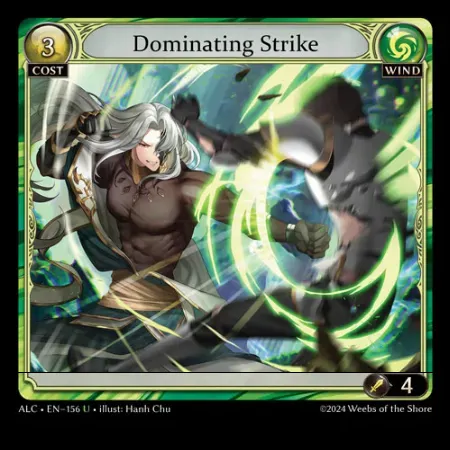 3
Dominating Strike
COST
WIND
4
ALC • EN-156 U • illust: Hanh Chu
©2024 Weebs of the Shore